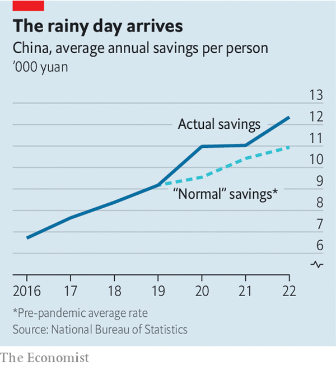 The rainy day arrives
China, average annual savings per person
’000 yuan
13
12
11
10
9
8
7
6
Actual savings
“Normal” savings*
2016 17 18 19 20 21 22
*Pre-pandemic average rate
Source: National Bureau of Statistics
The Economist